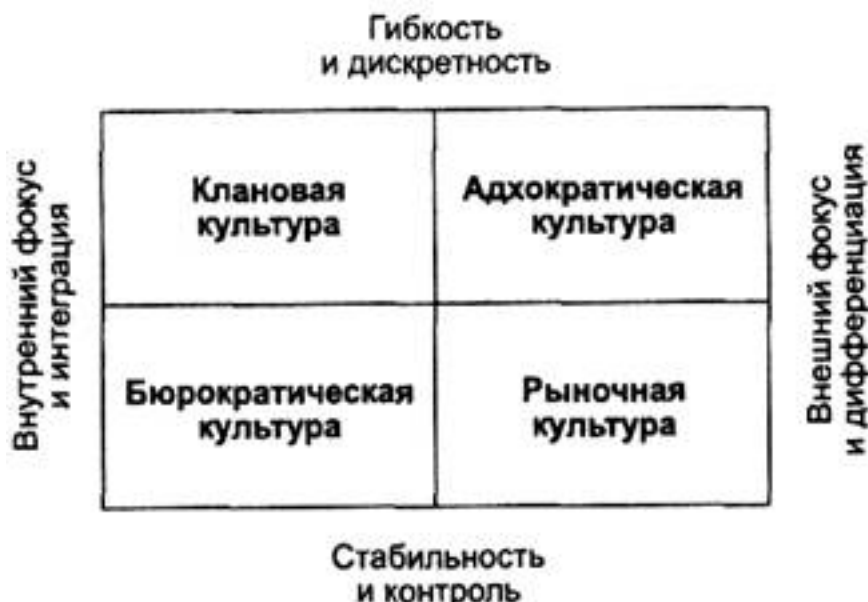 Гибкость
и дискретность
Внутренний фокус
и интеграция
Клановая
культура
Адхократическая
культура
Внешний фокус
и дифференциация
Бюрократическая
культура
Рыночная
культура
Стабильность
и контроль